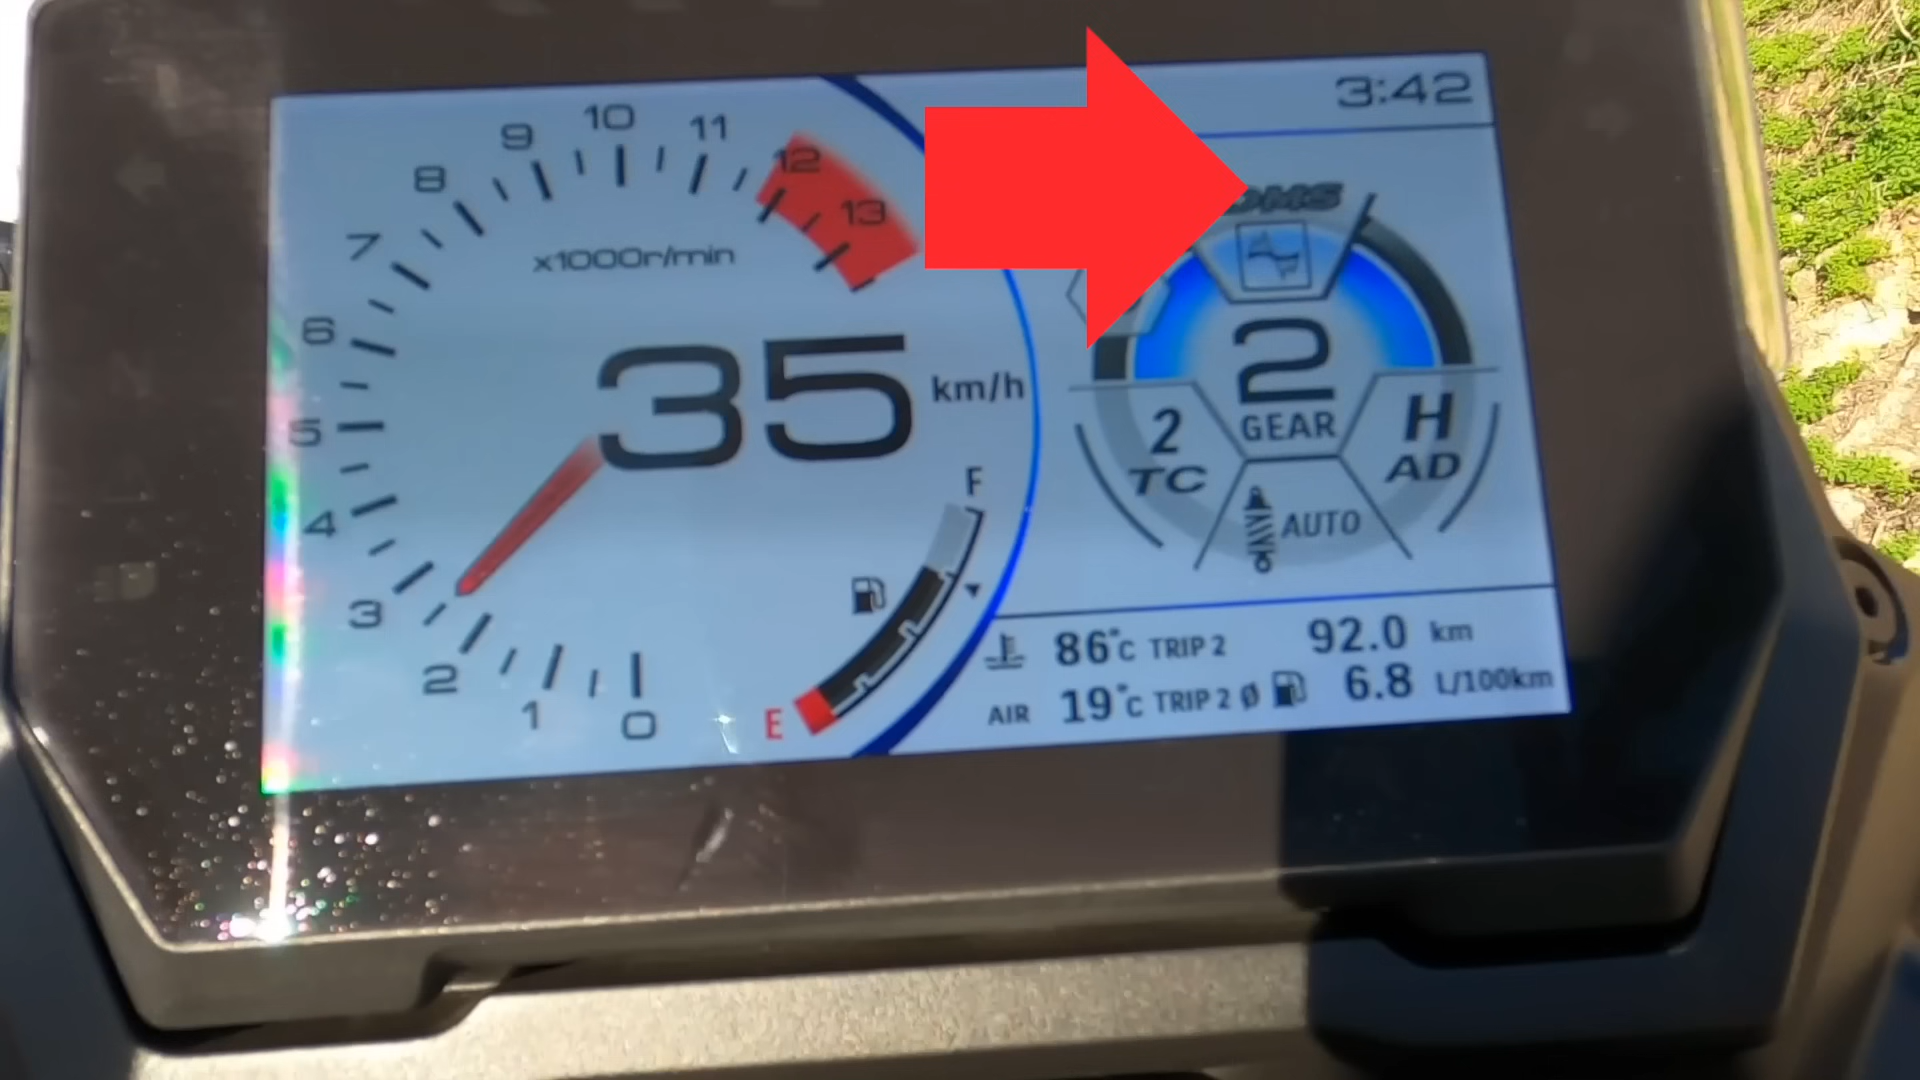 3:42
10
9
11
8
12
7
13
x1000r/min
6
35
km/h
2
GEAR
2
TC
H
AD
5
F
4
AUTO
3
2
1
0
E
86°C TRIP 2 92.0 km
AIR 19°C TRIP 2 Ø 6.8 L/100km